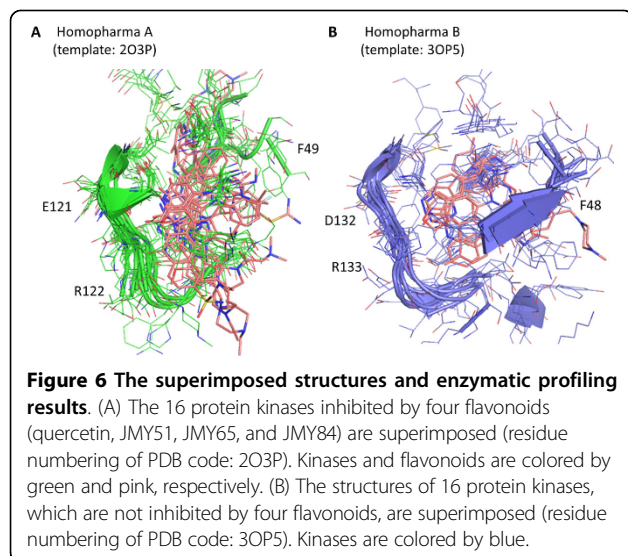 A Homopharma A
(template: 2O3P)
B Homopharma B
(template: 3OP5)
F49
E121
R122
F48
D132
R133
Figure 6 The superimposed structures and enzymatic profiling
results. (A) The 16 protein kinases inhibited by four flavonoids
(quercetin, JMY51, JMY65, and JMY84) are superimposed (residue
numbering of PDB code: 2O3P). Kinases and flavonoids are colored by
green and pink, respectively. (B) The structures of 16 protein kinases,
which are not inhibited by four flavonoids, are superimposed (residue
numbering of PDB code: 3OP5). Kinases are colored by blue.